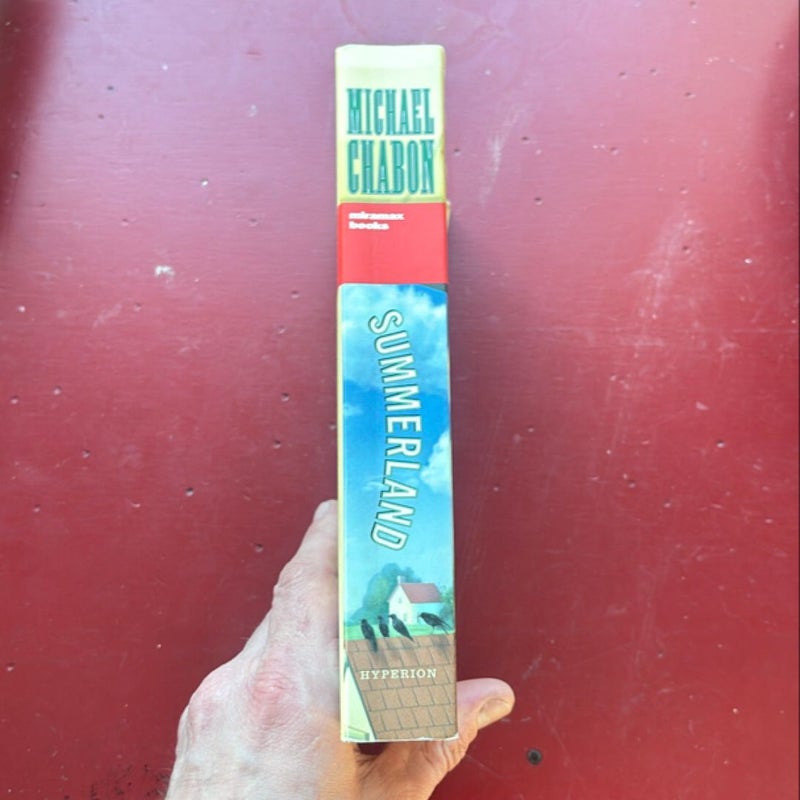 MICHAEL
CHABON
miramax
books
SUMMERLAND
HYPERION